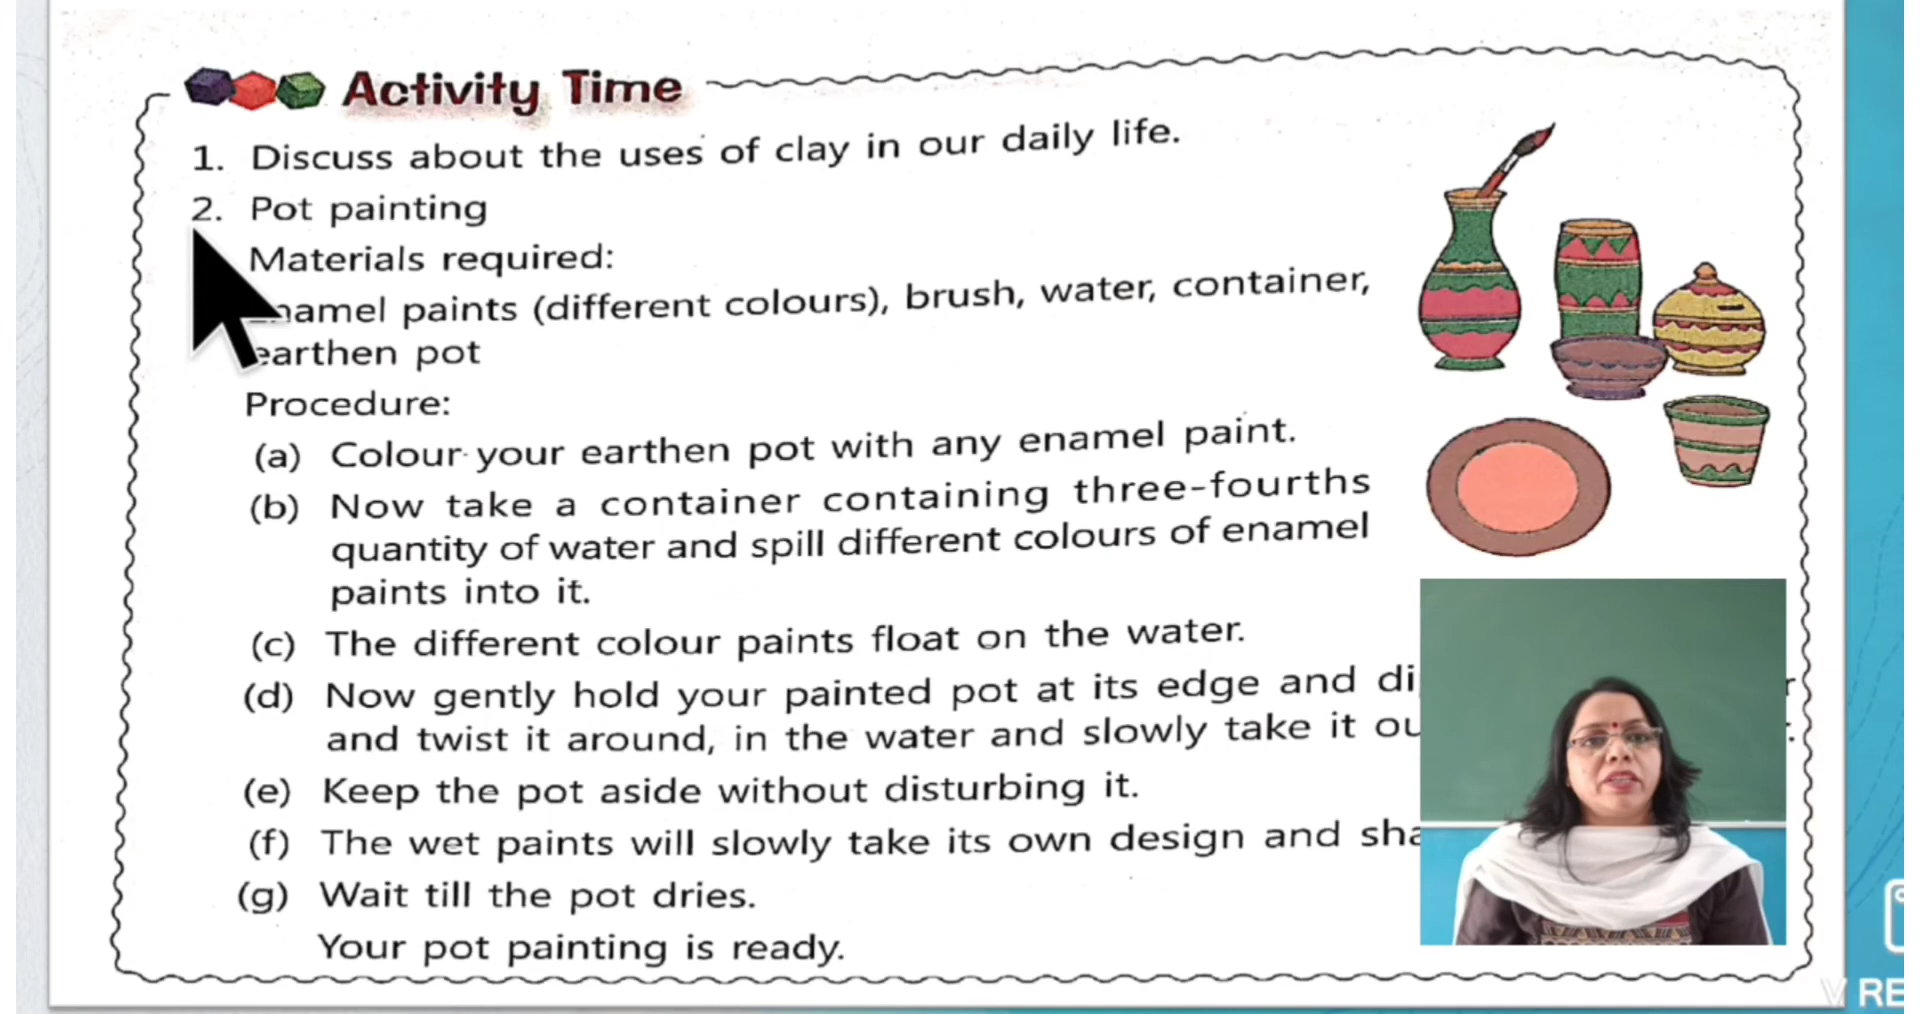 Activity Time
1. Discuss about the uses of clay in our daily life.
2. Pot painting
Materials required:
paints (different colours), brush, water, container,
pot
Procedure:
(a) Colour your earthen pot with any enamel paint.
(b) Now take a container containing three-fourths
quantity of water and spill different colours of enamel
paints into it.
(c) The different colour paints float on the water.
(d) Now gently hold your painted pot at its edge and
and twist it around, in the water and slowly take it
(e) Keep the pot aside without disturbing it.
(f) The wet paints will slowly take its own design and
(g) Wait till the pot dries.
Your pot painting is ready.